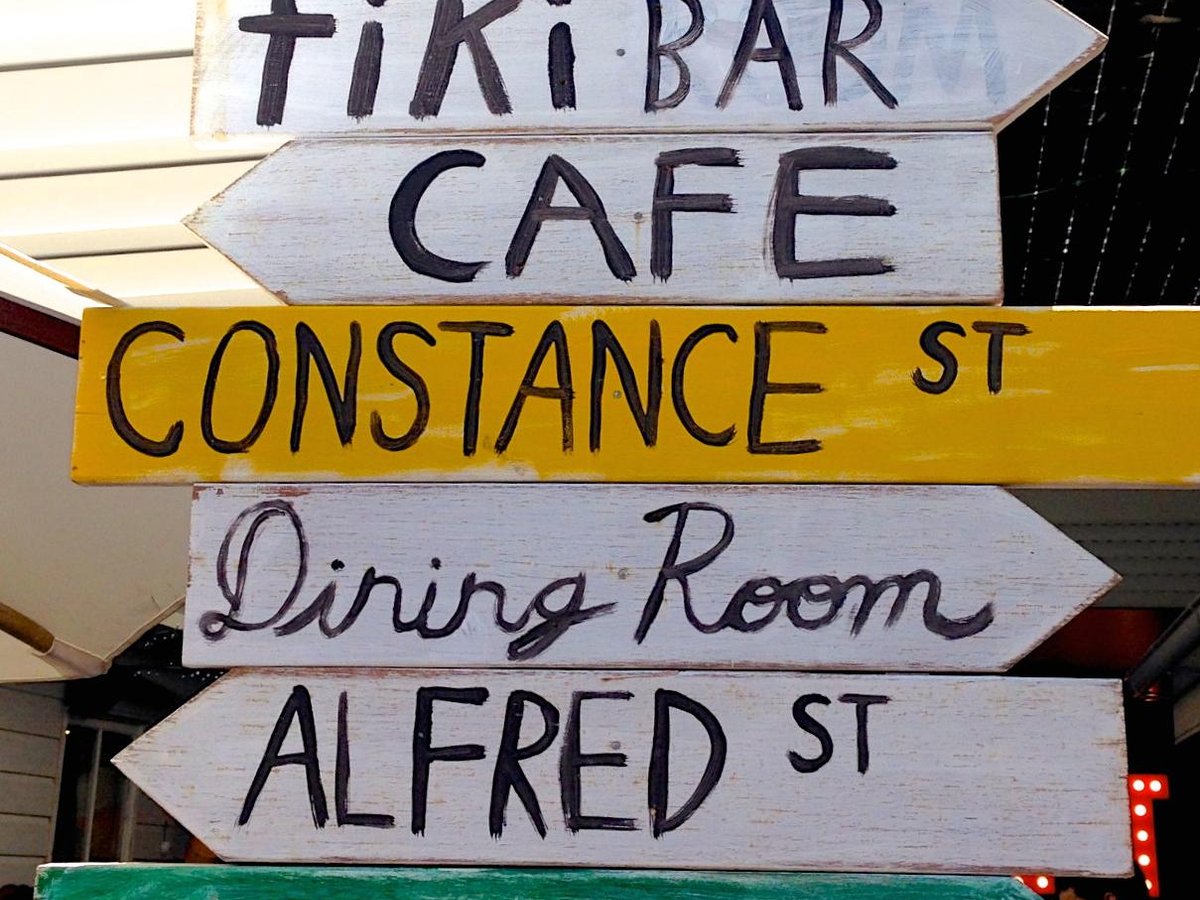 tiki BAR
CAFE
CONSTANCE ST
Dining Room
ALFRED ST